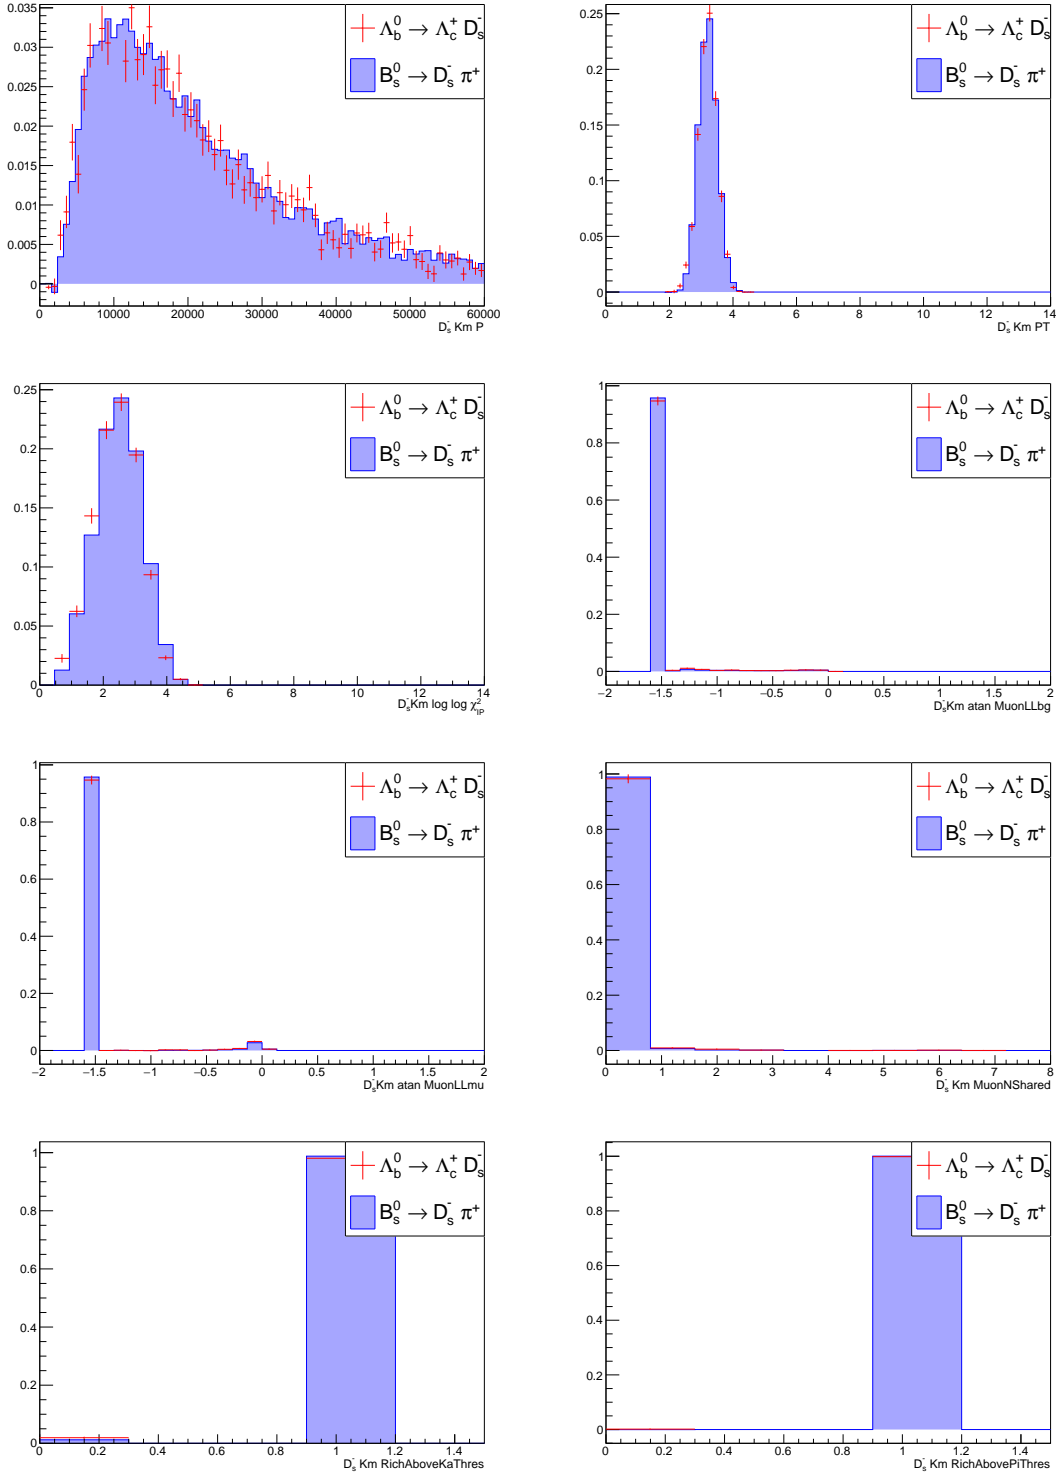 0.035
0.03
0.025
0.02
0.015
0.01
0.005
0
0 10000 20000 30000 40000 50000 60000
D_s^- Km P
Λ_b^0 → Λ_c^+ D_s^-
B_s^0 → D_s^- π^+
0.25
0.2
0.15
0.1
0.05
0
0 2 4 6 8 10 12 14
D_s^- Km PT
Λ_b^0 → Λ_c^+ D_s^-
B_s^0 → D_s^- π^+
0.25
0.2
0.15
0.1
0.05
0
0 2 4 6 8 10 12 14
D_s^-Km log log χ_IP^2
Λ_b^0 → Λ_c^+ D_s^-
B_s^0 → D_s^- π^+
1
0.8
0.6
0.4
0.2
0
−2 −1.5 −1 −0.5 0 0.5 1 1.5 2
D_s^-Km atan MuonLLbg
Λ_b^0 → Λ_c^+ D_s^-
B_s^0 → D_s^- π^+
1
0.8
0.6
0.4
0.2
0
−2 −1.5 −1 −0.5 0 0.5 1 1.5 2
D_s^-Km atan MuonLLmu
Λ_b^0 → Λ_c^+ D_s^-
B_s^0 → D_s^- π^+
1
0.8
0.6
0.4
0.2
0
0 1 2 3 4 5 6 7 8
D_s^- Km MuonNShared
Λ_b^0 → Λ_c^+ D_s^-
B_s^0 → D_s^- π^+
1
0.8
0.6
0.4
0.2
0
0 0.2 0.4 0.6 0.8 1 1.2 1.4
D_s^- Km RichAboveKaThres
Λ_b^0 → Λ_c^+ D_s^-
B_s^0 → D_s^- π^+
1
0.8
0.6
0.4
0.2
0
0 0.2 0.4 0.6 0.8 1 1.2 1.4
D_s^- Km RichAbovePiThres
Λ_b^0 → Λ_c^+ D_s^-
B_s^0 → D_s^- π^+